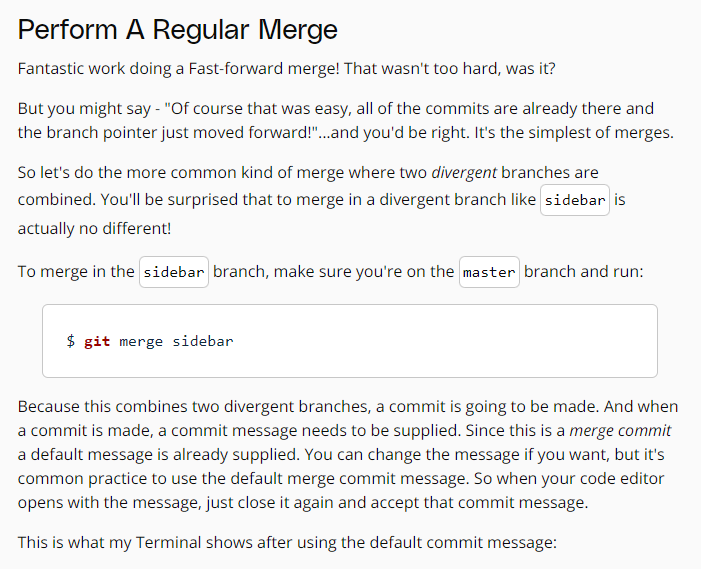 Perform A Regular Merge
Fantastic work doing a Fast-forward merge! That wasn't too hard, was it?
But you might say - "Of course that was easy, all of the commits are already there and
the branch pointer just moved forward!"...and you'd be right. It's the simplest of merges.
So let's do the more common kind of merge where two divergent branches are
combined. You'll be surprised that to merge in a divergent branch like sidebar is
actually no different!
To merge in the sidebar branch, make sure you're on the master branch and run:
$ git merge sidebar
Because this combines two divergent branches, a commit is going to be made. And when
a commit is made, a commit message needs to be supplied. Since this is a merge commit
a default message is already supplied. You can change the message if you want, but it's
common practice to use the default merge commit message. So when your code editor
opens with the message, just close it again and accept that commit message.
This is what my Terminal shows after using the default commit message: